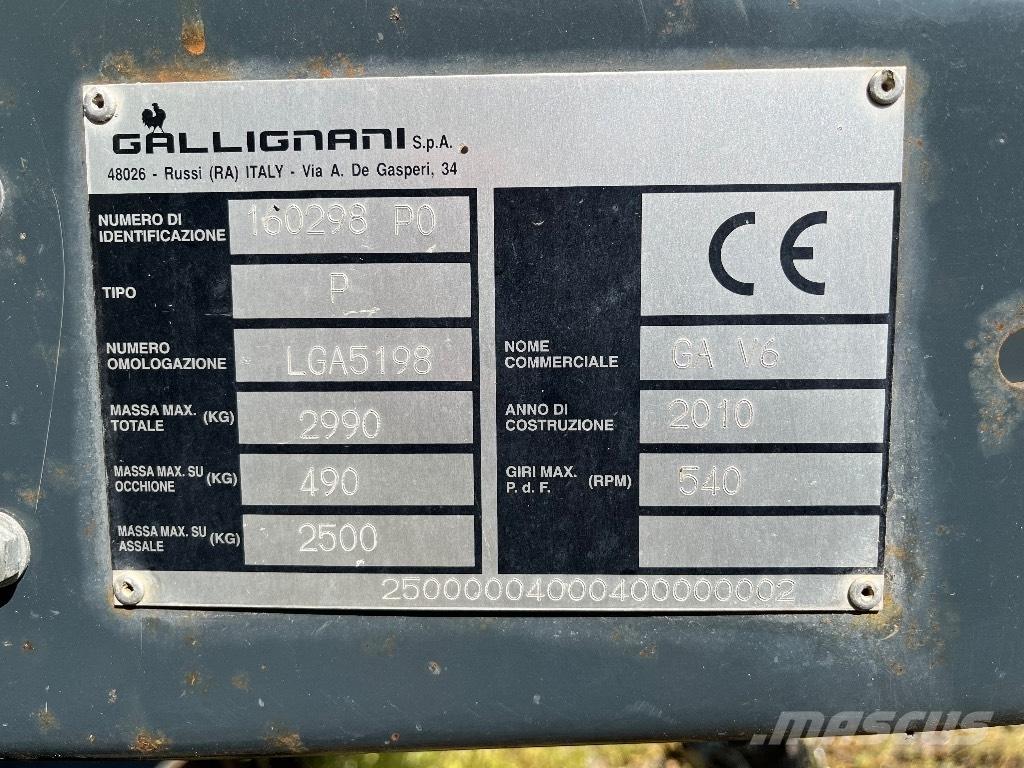 GALLIGNANI S.p.A.
48026 - Russi (RA) ITALY - Via A. De Gasperi, 34
NUMERO DI
IDENTIFICAZIONE
160298 P0
TIPO
P
NUMERO
OMOLOGAZIONE
LGA5198
MASSA MAX. (KG)
TOTALE
2990
MASSA MAX. SU (KG)
OCCHIONE
490
MASSA MAX. SU (KG)
ASSALE
2500
CE
NOME
COMMERCIALE
GA V6
ANNO DI
COSTRUZIONE
2010
GIRI MAX. (RPM)
P. d. F.
540
25000004000400000002
mascus